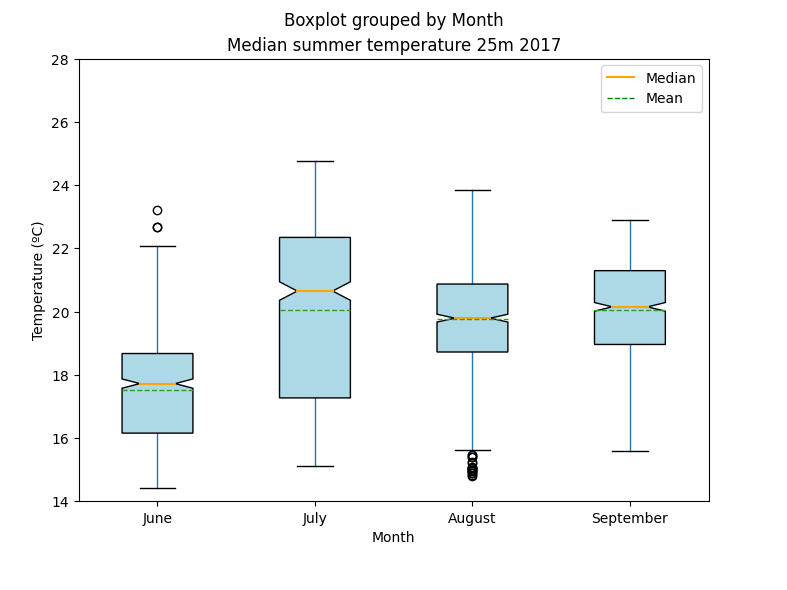 Boxplot grouped by Month
Median summer temperature 25m 2017
28
26
24
22
20
18
16
14
Temperature (ºC)
Median
Mean
June
July
August
September
Month